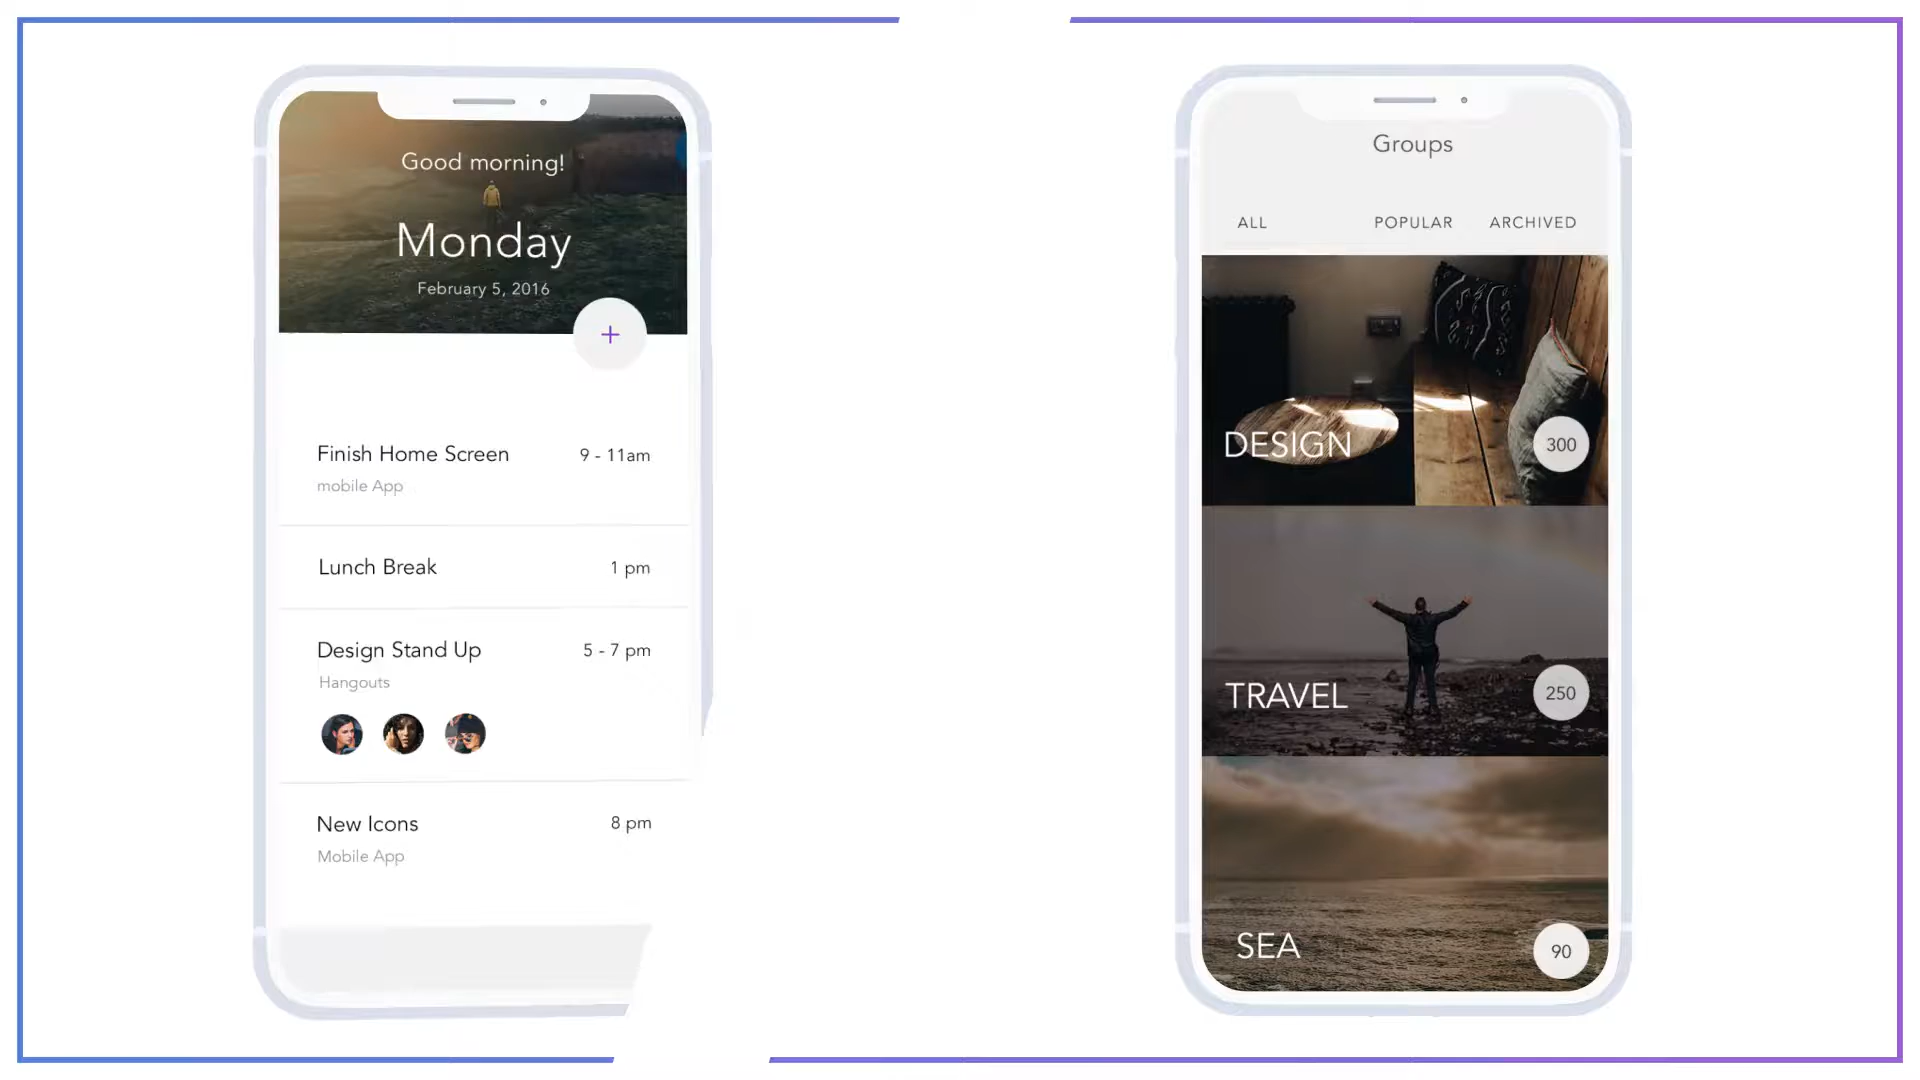 Good morning!
Monday
February 5, 2016
+
Finish Home Screen 9 - 11am
mobile App
Lunch Break 1 pm
Design Stand Up 5 - 7 pm
Hangouts
New Icons 8 pm
Mobile App
Groups
ALL POPULAR ARCHIVED
DESIGN 300
TRAVEL 250
SEA 90